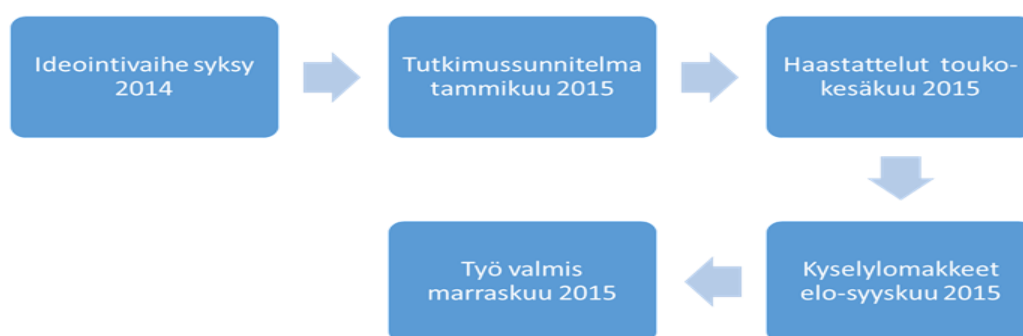 Ideointivaihe syksy
2014
Tutkimussunnitelma
tammikuu 2015
Haastattelut touko-
kesäkuu 2015
Kyselylomakkeet
elo-syyskuu 2015
Työ valmis
marraskuu 2015